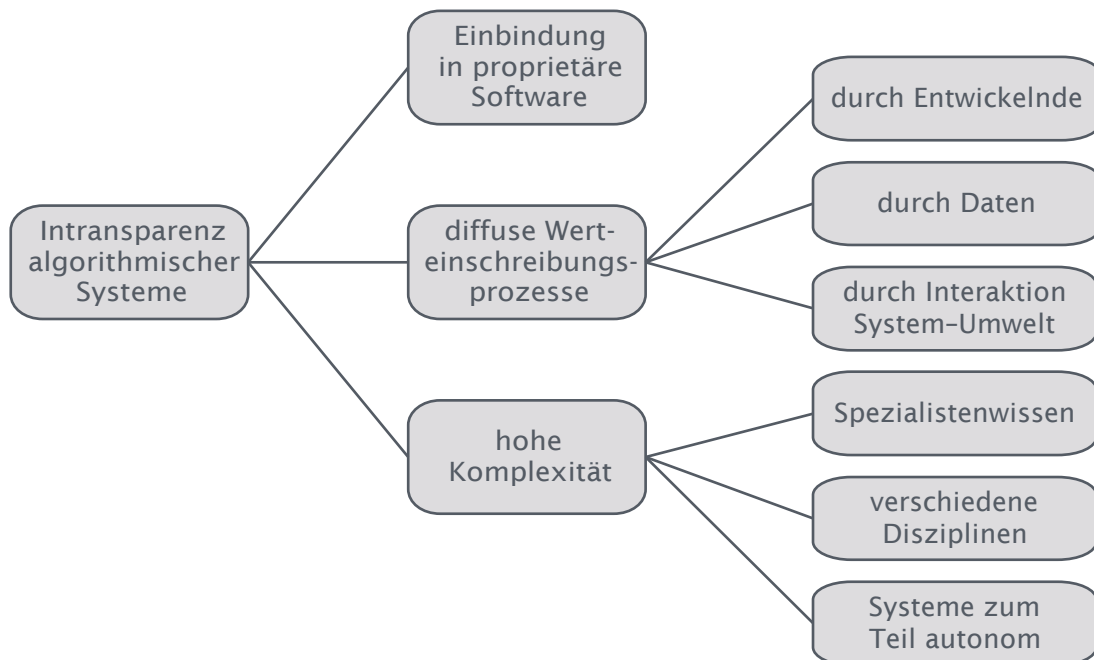 Intransparenz
algorithmischer
Systeme
Einbindung
in proprietäre
Software
diffuse Wert-
einschreibungs-
prozesse
hohe
Komplexität
durch Entwickelnde
durch Daten
durch Interaktion
System–Umwelt
Spezialistenwissen
verschiedene
Disziplinen
Systeme zum
Teil autonom